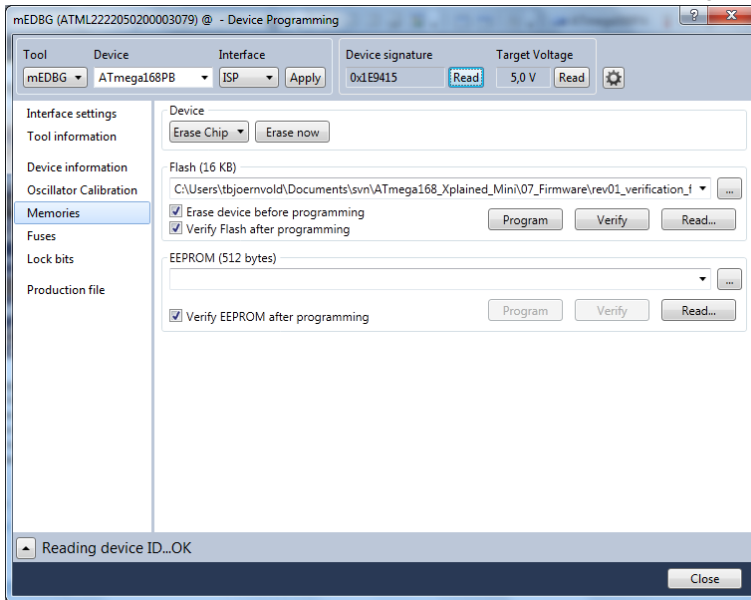 mEDBG (ATML2222050200003079) @ - Device Programming
Tool Device Interface Device signature Target Voltage
mEDBG ATmega168PB ISP Apply 0x1E9415 Read 5,0 V Read
Interface settings
Tool information
Device information
Oscillator Calibration
Memories
Fuses
Lock bits
Production file
Device
Erase Chip Erase now
Flash (16 KB)
C:\Users\tbjoernvold\Documents\svn\ATmega168_Xplained_Mini\07_Firmware\rev01_verification_f ...
Erase device before programming
Verify Flash after programming
Program Verify Read...
EEPROM (512 bytes)
...
Verify EEPROM after programming
Program Verify Read...
Reading device ID...OK
Close